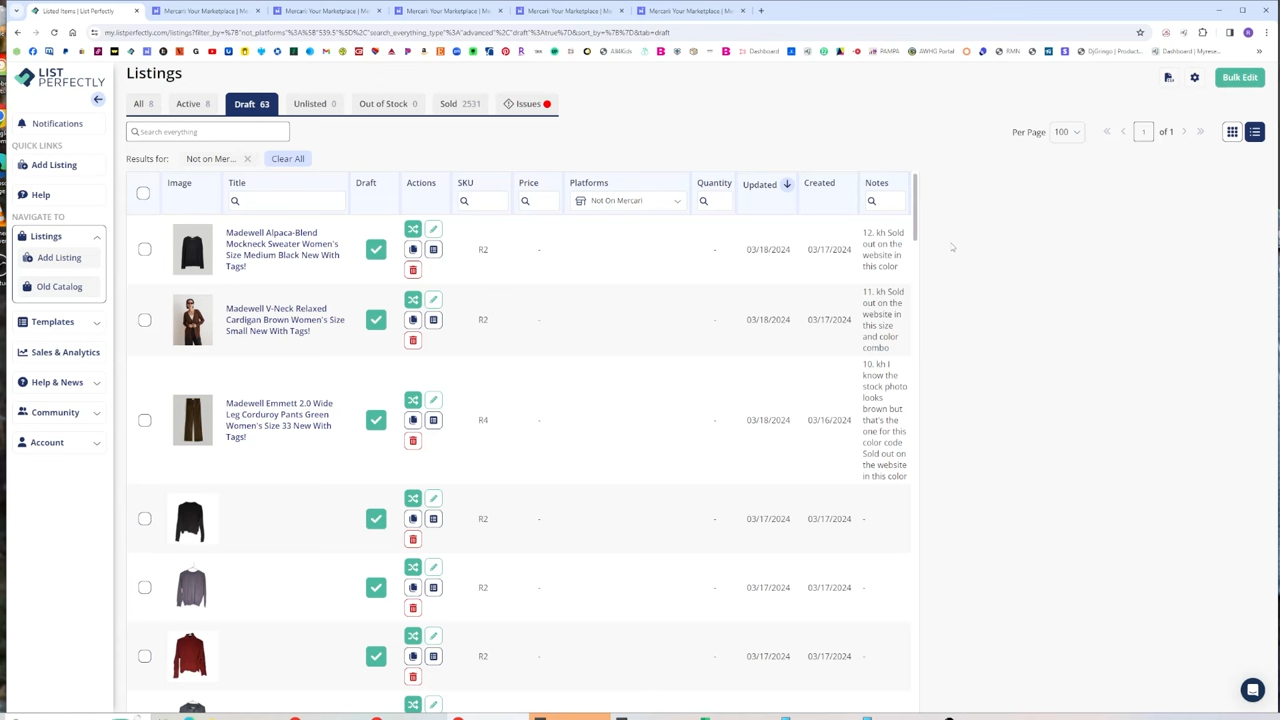 Listed Items | List Perfectly
Mercari: Your Marketplace | M
Mercari: Your Marketplace | M
Mercari: Your Marketplace | M
Mercari: Your Marketplace | M
Mercari: Your Marketplace | M
LIST
PERFECTLY
Notifications
QUICK LINKS
Add Listing
Help
NAVIGATE TO
Listings
Add Listing
Old Catalog
Templates
Sales & Analytics
Help & News
Community
Account
Listings
Bulk Edit
All 8
Active 8
Draft 63
Unlisted 0
Out of Stock 0
Sold 2531
Issues
Search everything
Per Page
100
1
of 1
Results for:
Not on Mer...
Clear All
Image
Title
Draft
Actions
SKU
Price
Platforms
Quantity
Updated
Created
Notes
Not On Mercari
Madewell Alpaca-Blend
Mockneck Sweater Women's
Size Medium Black New With
Tags!
R2
-
-
03/18/2024
03/17/2024
12. kh Sold
out on the
website in
this color
Madewell V-Neck Relaxed
Cardigan Brown Women's Size
Small New With Tags!
R2
-
-
03/18/2024
03/17/2024
11. kh Sold
out on the
website in
this size
and color
combo
Madewell Emmett 2.0 Wide
Leg Corduroy Pants Green
Women's Size 33 New With
Tags!
R4
-
-
03/18/2024
03/16/2024
10. kh I
know the
stock photo
looks
brown but
that's the
one for this
color code
Sold out on
the website
in this color
R2
-
-
03/17/2024
03/17/2024
-
R2
-
-
03/17/2024
03/17/2024
-
R2
-
-
03/17/2024
03/17/2024
-